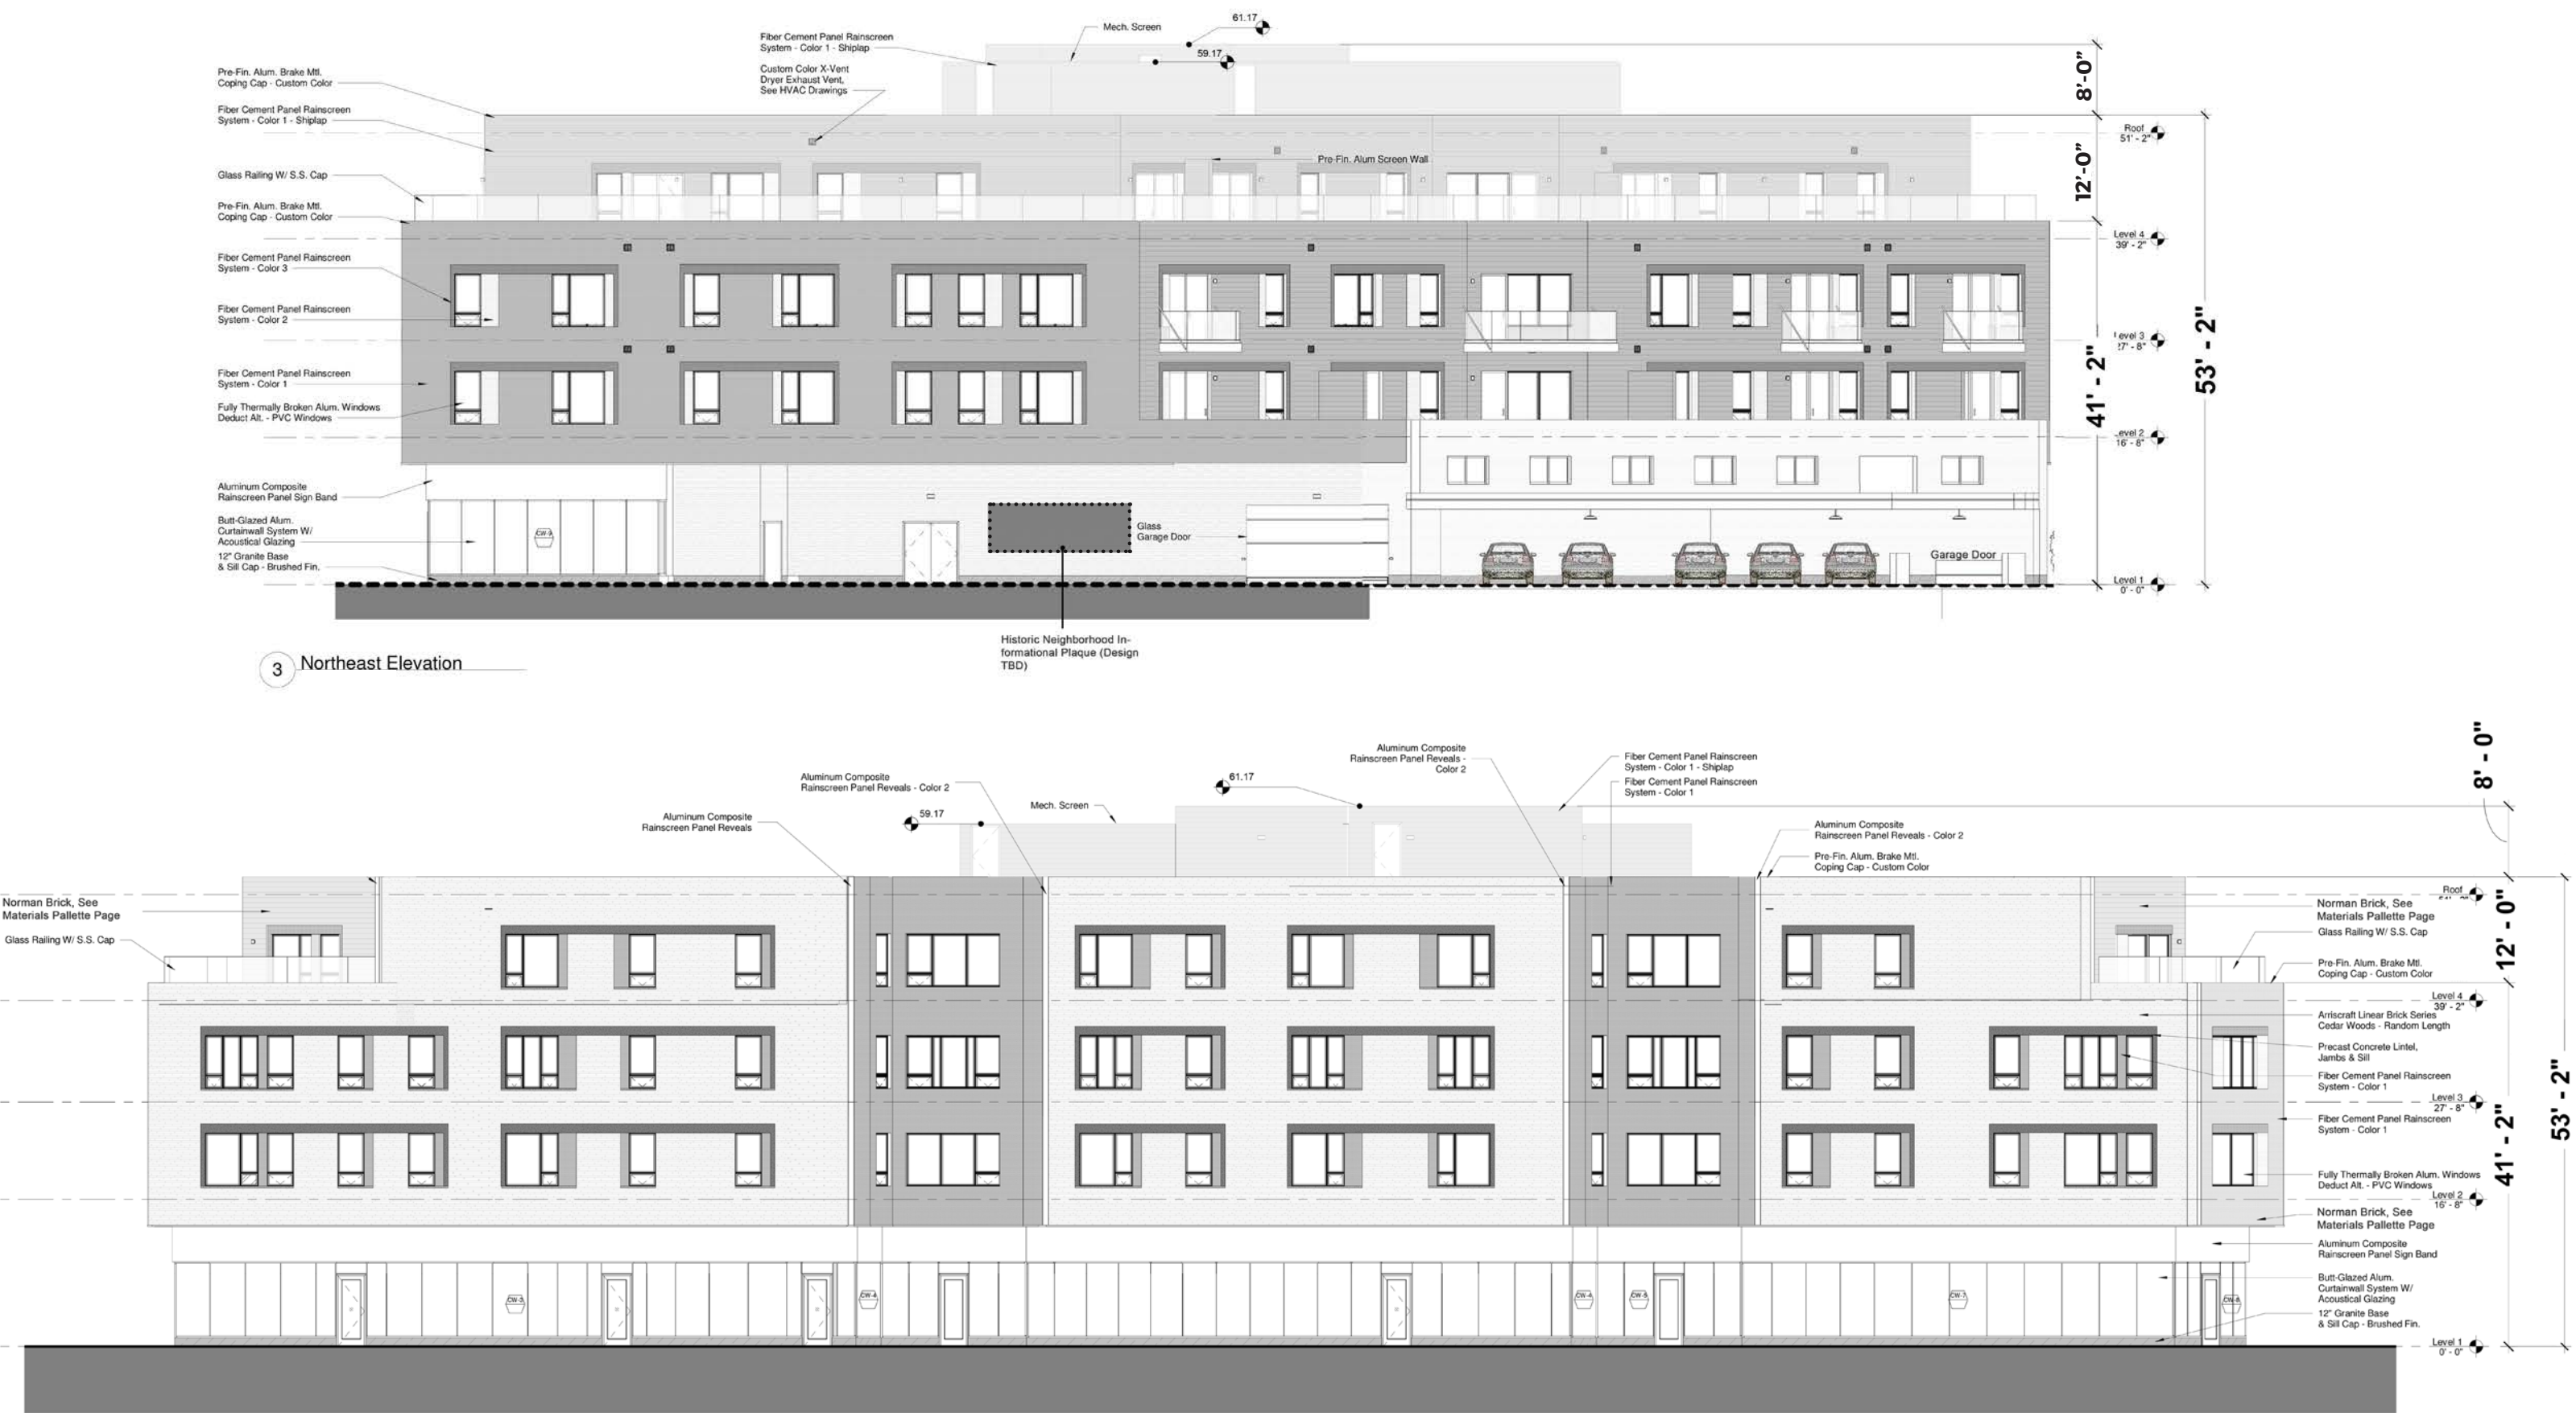 Mech. Screen
61.17
59.17
Fiber Cement Panel Rainscreen
System - Color 1 - Shiplap
Custom Color X-Vent
Dryer Exhaust Vent,
See HVAC Drawings
Pre-Fin. Alum. Brake Mtl.
Coping Cap - Custom Color
Fiber Cement Panel Rainscreen
System - Color 1 - Shiplap
Pre-Fin. Alum Screen Wall
Glass Railing W/ S.S. Cap
Pre-Fin. Alum. Brake Mtl.
Coping Cap - Custom Color
Fiber Cement Panel Rainscreen
System - Color 3
Fiber Cement Panel Rainscreen
System - Color 2
Fiber Cement Panel Rainscreen
System - Color 1
Fully Thermally Broken Alum. Windows
Deduct Alt. - PVC Windows
Aluminum Composite
Rainscreen Panel Sign Band
Butt-Glazed Alum.
Curtainwall System W/
Acoustical Glazing
12" Granite Base
& Sill Cap - Brushed Fin.
CW-9
Glass
Garage Door
Garage Door
8'-0"
12'-0"
41' - 2"
53' - 2"
Roof
51' - 2"
Level 4
39' - 2"
evel 3
27' - 8"
evel 2
16' - 8"
Level 1
0' - 0"
Historic Neighborhood In-
formational Plaque (Design
TBD)
3 Northeast Elevation
Aluminum Composite
Rainscreen Panel Reveals -
Color 2
Fiber Cement Panel Rainscreen
System - Color 1 - Shiplap
Fiber Cement Panel Rainscreen
System - Color 1
Aluminum Composite
Rainscreen Panel Reveals - Color 2
61.17
Mech. Screen
59.17
Aluminum Composite
Rainscreen Panel Reveals
Aluminum Composite
Rainscreen Panel Reveals - Color 2
Pre-Fin. Alum. Brake Mtl.
Coping Cap - Custom Color
Norman Brick, See
Materials Pallette Page
Glass Railing W/ S.S. Cap
Norman Brick, See
Materials Pallette Page
Glass Railing W/ S.S. Cap
Pre-Fin. Alum. Brake Mtl.
Coping Cap - Custom Color
Arriscraft Linear Brick Series
Cedar Woods - Random Length
Precast Concrete Lintel,
Jambs & Sill
Fiber Cement Panel Rainscreen
System - Color 1
Fiber Cement Panel Rainscreen
System - Color 1
Fully Thermally Broken Alum. Windows
Deduct Alt. - PVC Windows
Norman Brick, See
Materials Pallette Page
Aluminum Composite
Rainscreen Panel Sign Band
Butt-Glazed Alum.
Curtainwall System W/
Acoustical Glazing
12" Granite Base
& Sill Cap - Brushed Fin.
8' - 0"
12' - 0"
41' - 2"
53' - 2"
Roof
Level 4
39' - 2"
Level 3
27' - 8"
Level 2
16' - 8"
Level 1
0' - 0"
CW-3
CW-4
CW-4
CW-7